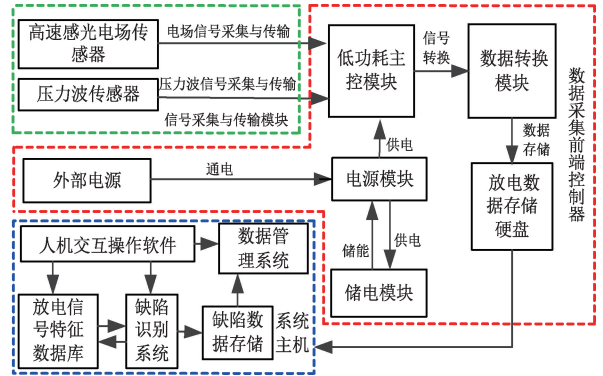 高速感光电场传
感器
电场信号采集与传输
压力波传感器
压力波信号采集与传输
信号采集与传输模块
低功耗主
控模块
信号
转换
数据转换
模块
数据采集前端控制器
数据
存储
供电
外部电源
通电
电源模块
放电数
据存储
硬盘
储能
供电
储电模块
人机交互操作软件
数据管
理系统
放电信
号特征
数据库
缺陷
识别
系统
缺陷数
据存储
系统
主机